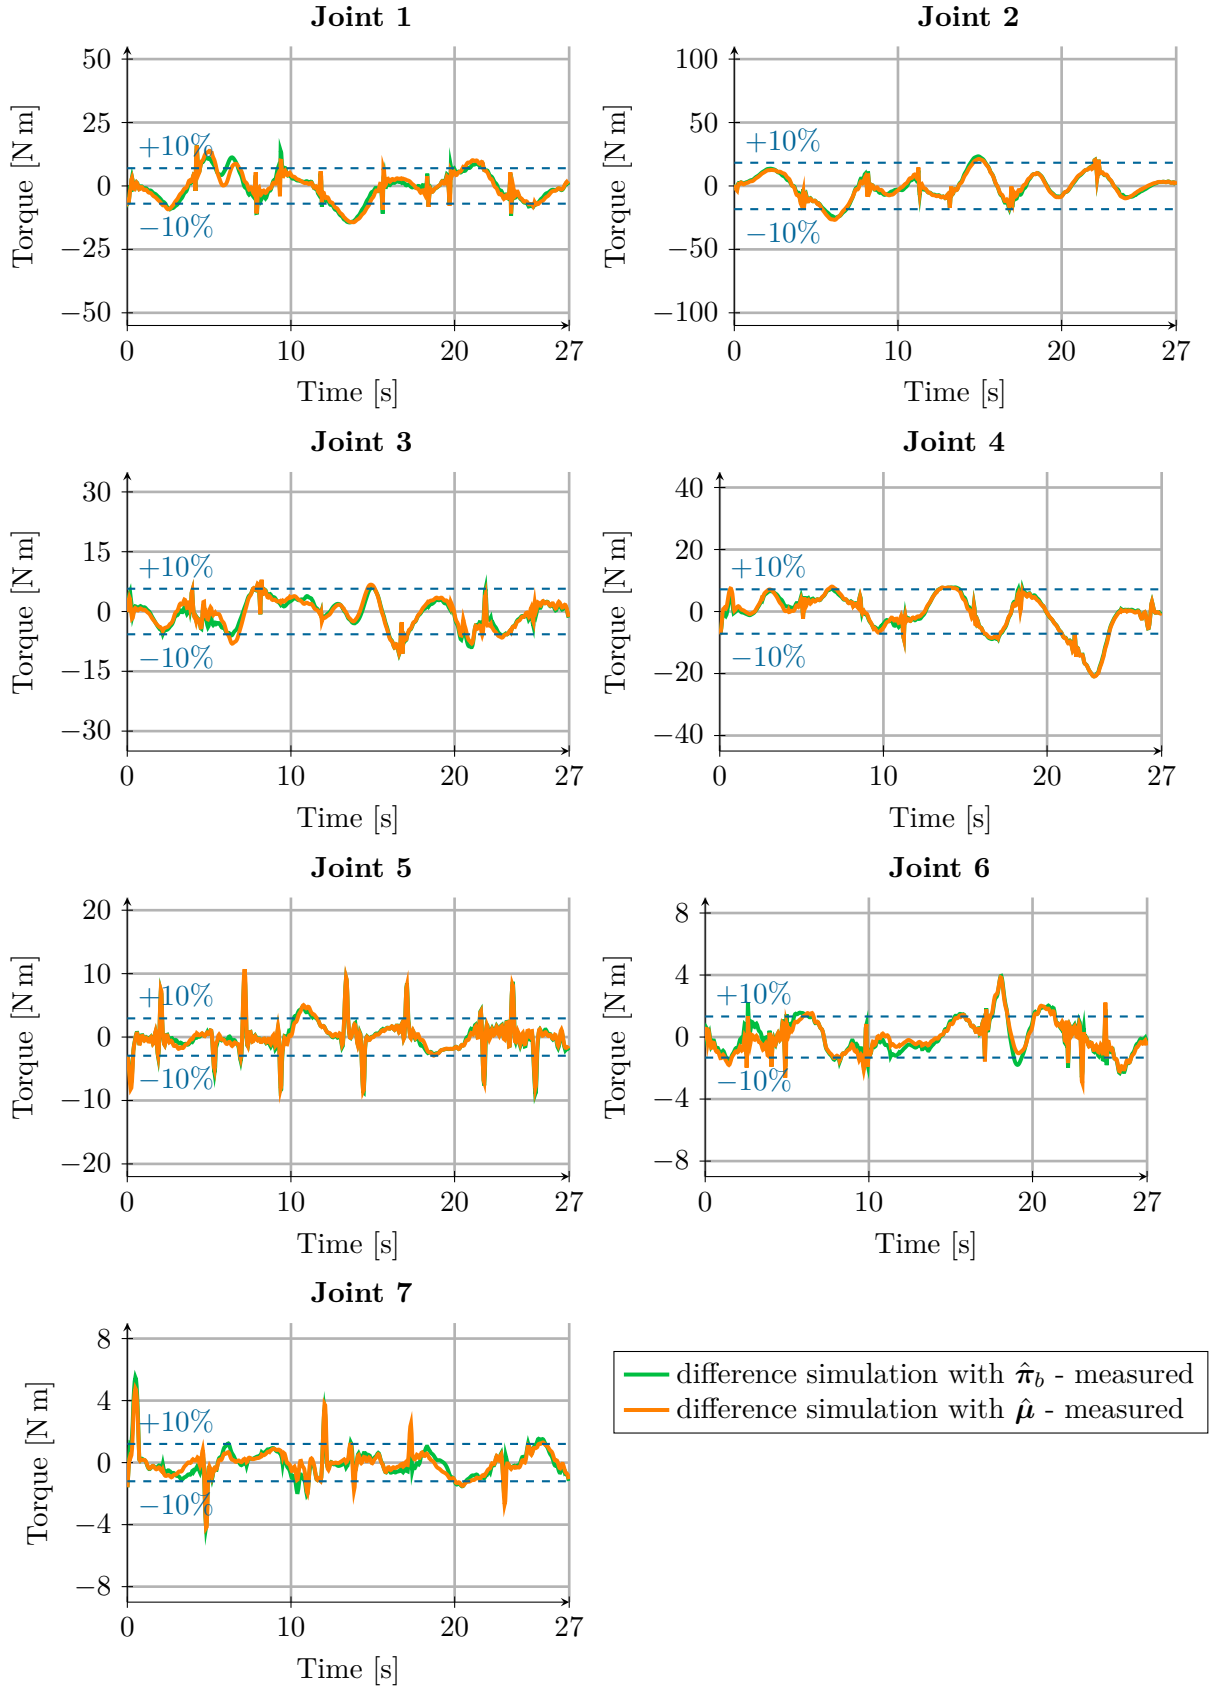 Joint 1
Torque [N m]
50
25
0
−25
−50
+10%
−10%
0 10 20 27
Time [s]
Joint 2
Torque [N m]
100
50
0
−50
−100
+10%
−10%
0 10 20 27
Time [s]
Joint 3
Torque [N m]
30
15
0
−15
−30
+10%
−10%
0 10 20 27
Time [s]
Joint 4
Torque [N m]
40
20
0
−20
−40
+10%
−10%
0 10 20 27
Time [s]
Joint 5
Torque [N m]
20
10
0
−10
−20
+10%
−10%
0 10 20 27
Time [s]
Joint 6
Torque [N m]
8
4
0
−4
−8
+10%
−10%
0 10 20 27
Time [s]
Joint 7
Torque [N m]
8
4
0
−4
−8
+10%
−10%
0 10 20 27
Time [s]
difference simulation with π̂_b - measured
difference simulation with μ̂ - measured